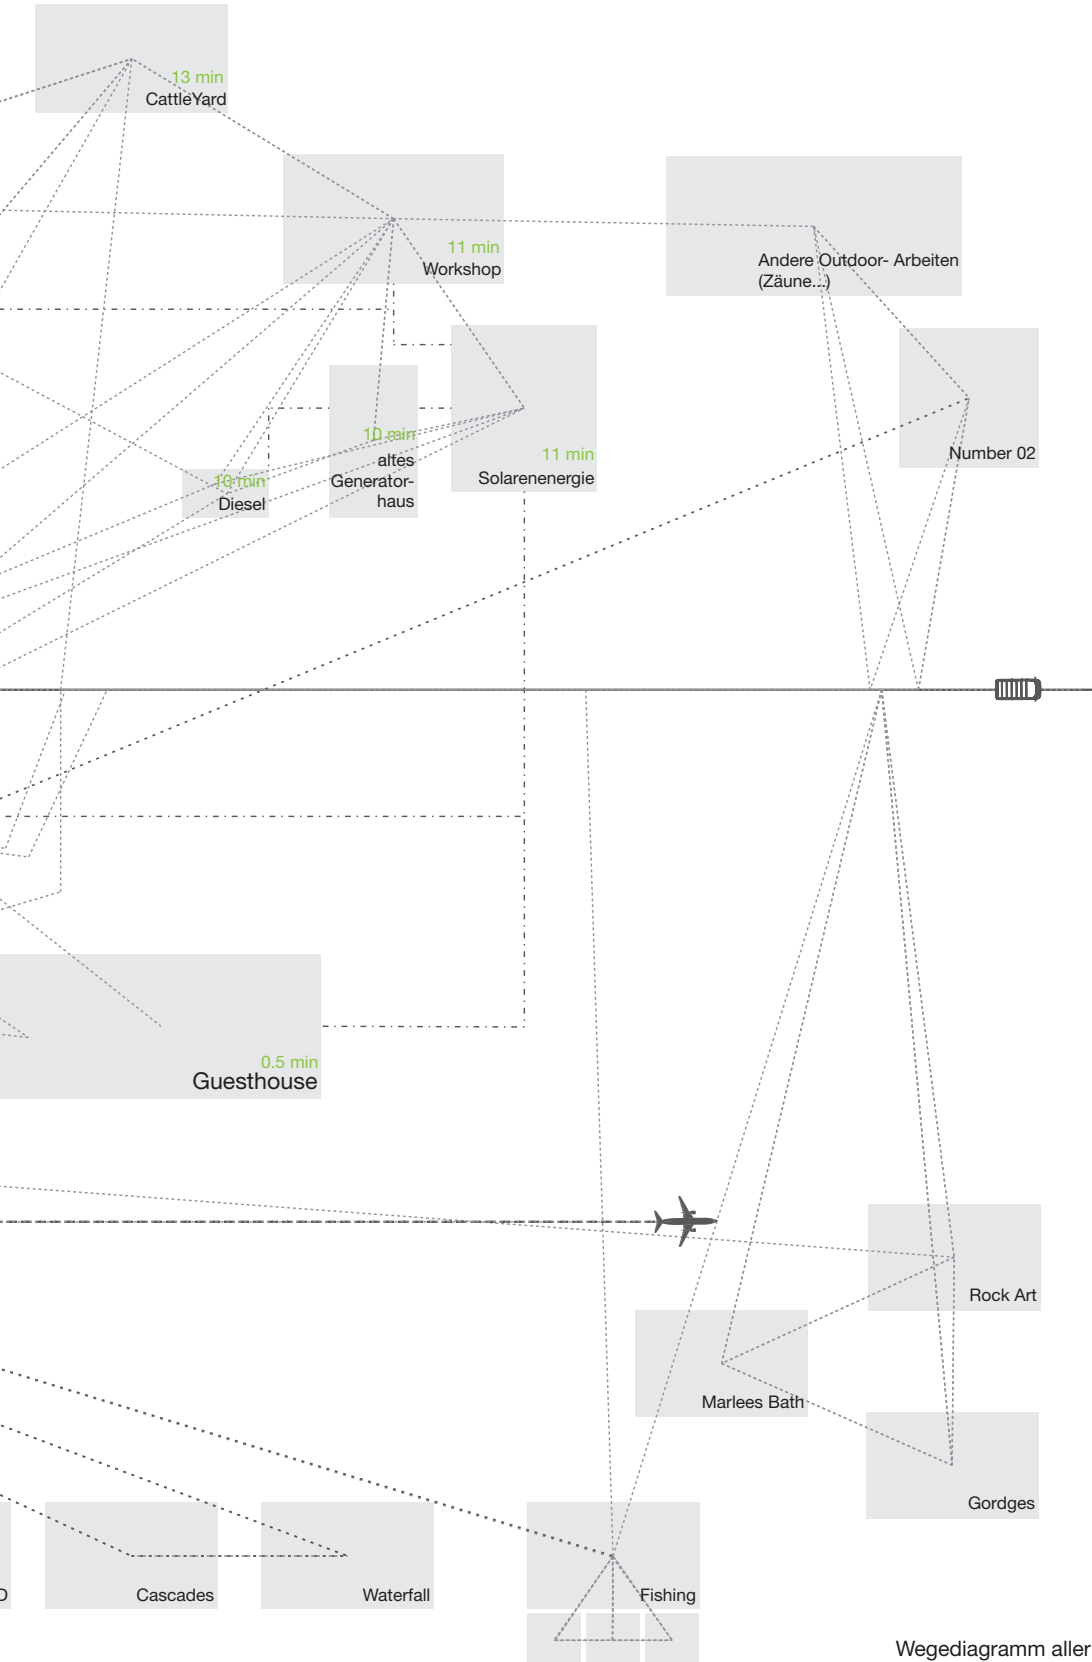 13 min
CattleYard
11 min
Workshop
Andere Outdoor- Arbeiten
(Zäune...)
10 min
altes
Generator-
haus
11 min
Solarenenergie
Number 02
10 min
Diesel
0.5 min
Guesthouse
Rock Art
Marlees Bath
Gordges
Cascades
Waterfall
Fishing
Wegediagramm aller